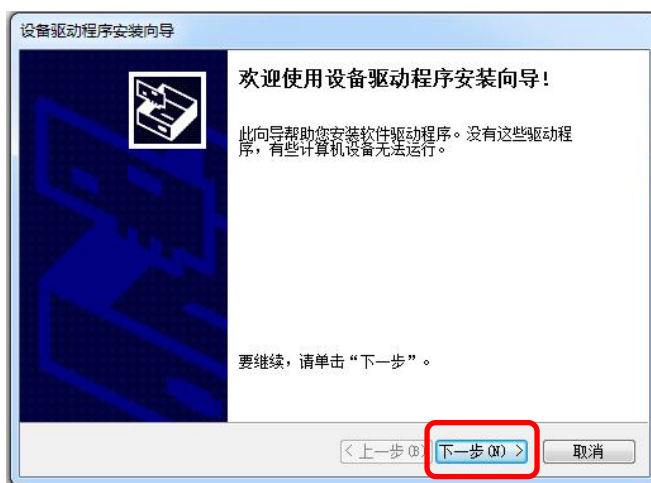 设备驱动程序安装向导
欢迎使用设备驱动程序安装向导!
此向导帮助您安装软件驱动程序。没有这些驱动程
序,有些计算机设备无法运行。
要继续,请单击“下一步”。
< 上一步(B) 下一步(N) > 取消